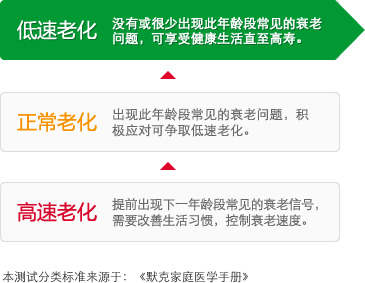 低速老化
没有或很少出现此年龄段常见的衰老
问题，可享受健康生活直至高寿。
正常老化
出现此年龄段常见的衰老问题，积
极应对可争取低速老化。
高速老化
提前出现下一年龄段常见的衰老信号，
需要改善生活习惯，控制衰老速度。
本测试分类标准来源于：《默克家庭医学手册》